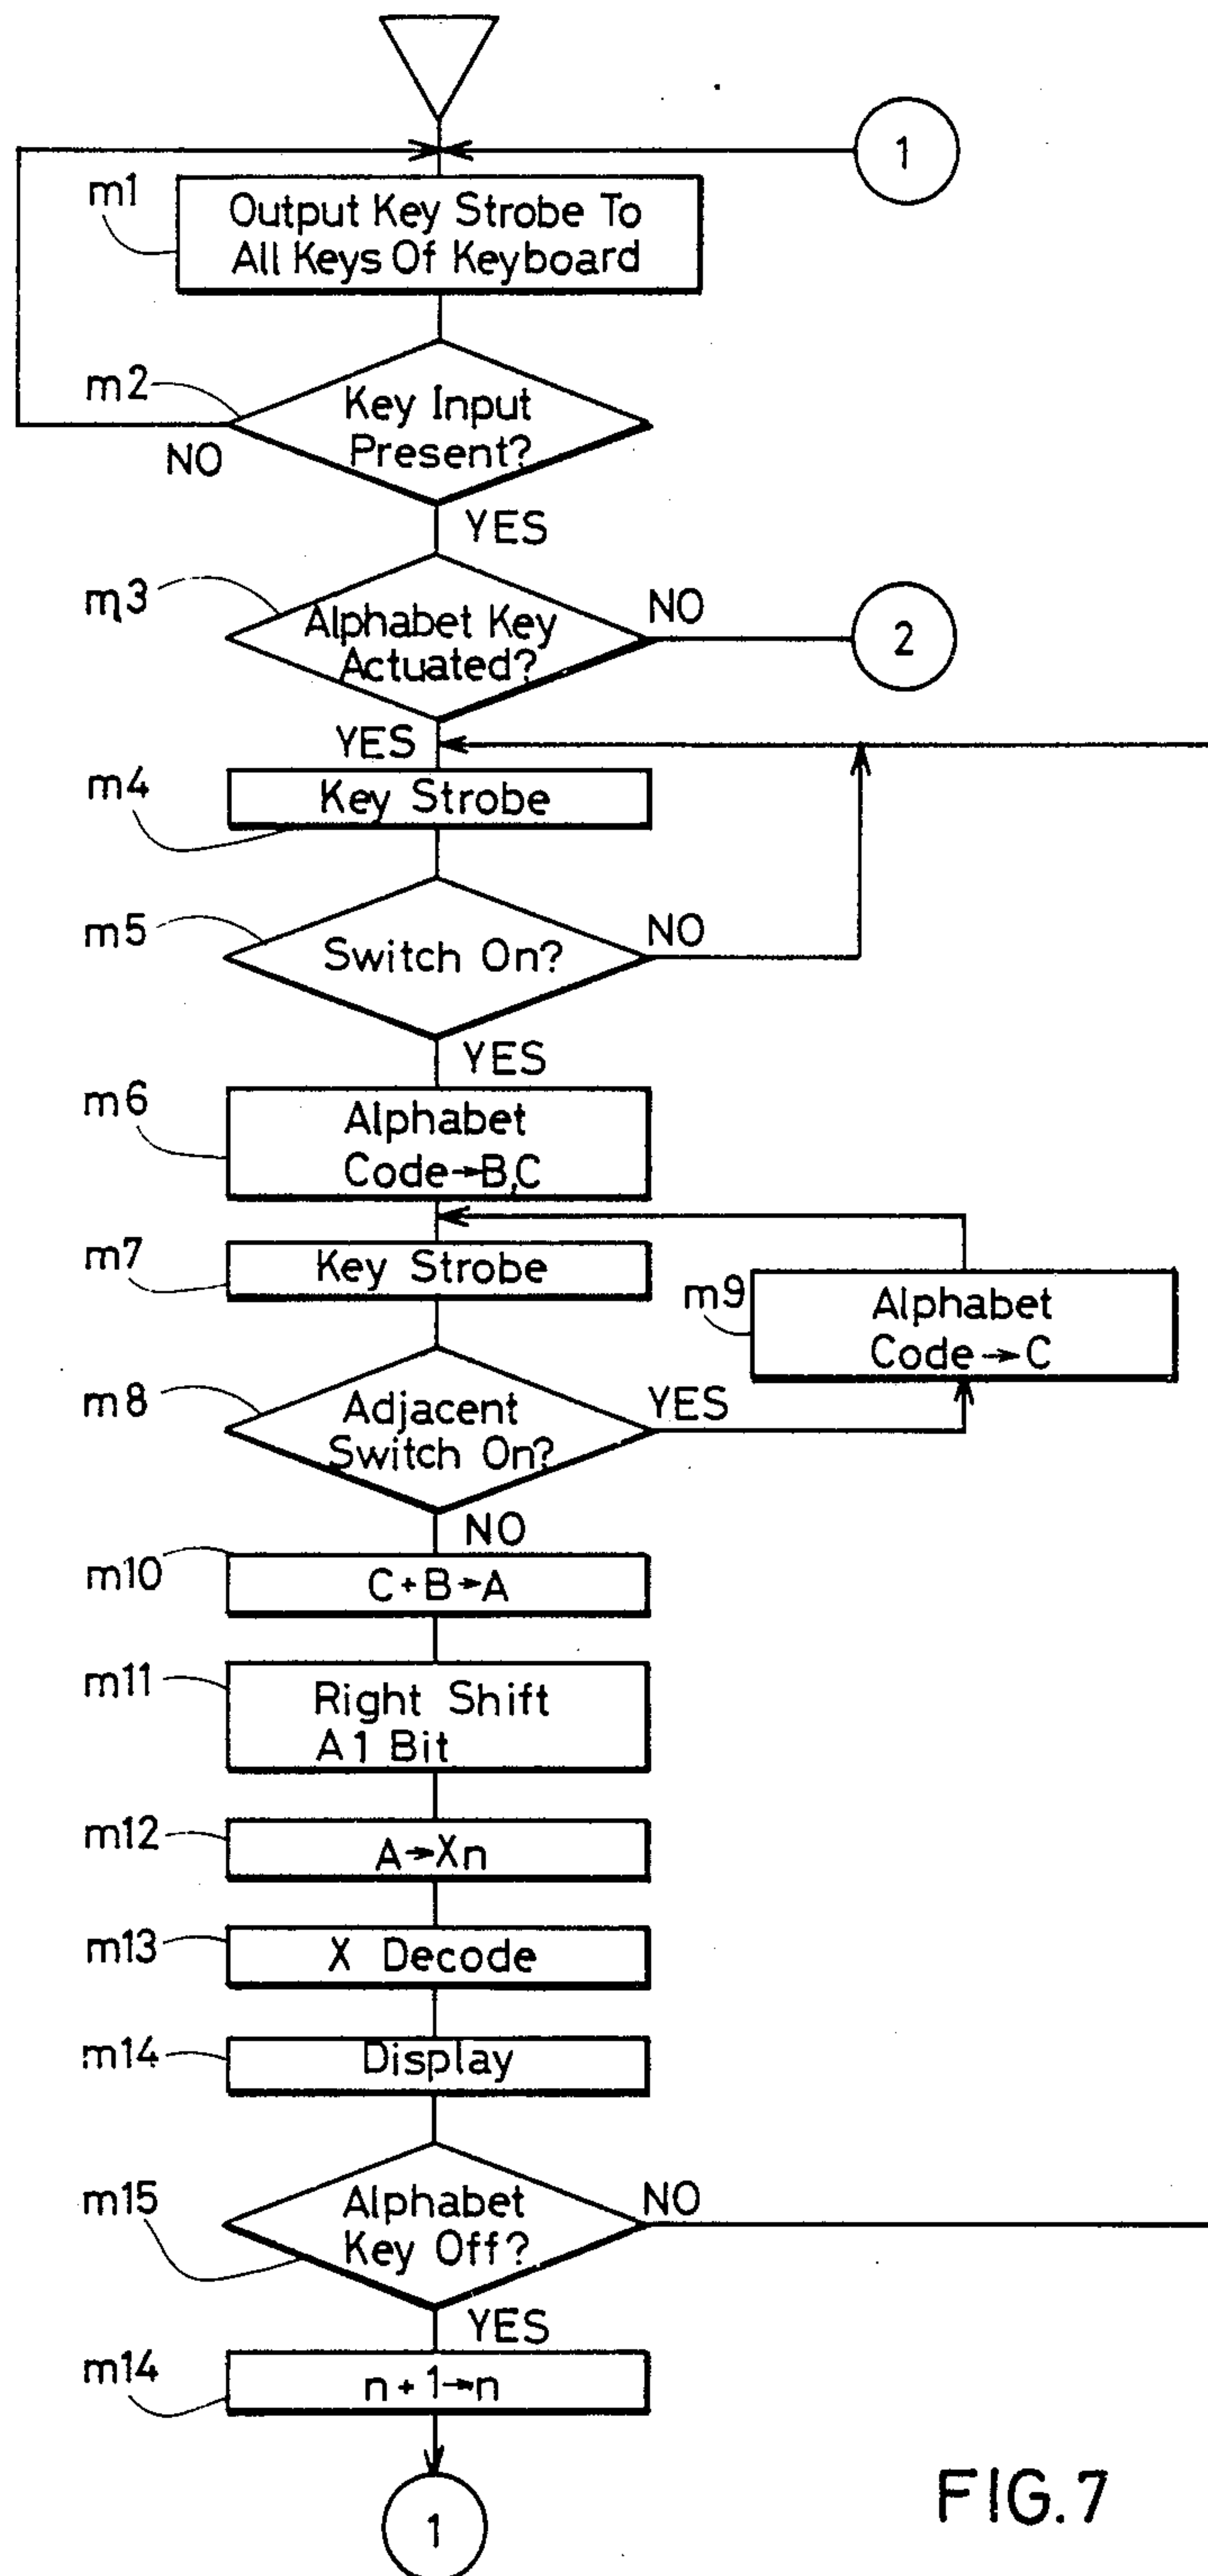 1
m1
Output Key Strobe To
All Keys Of Keyboard
m2
Key Input
Present?
NO
YES
m3
Alphabet Key
Actuated?
NO
2
YES
m4
Key Strobe
m5
Switch On?
NO
YES
m6
Alphabet
Code→B,C
m7
Key Strobe
m9
Alphabet
Code→C
m8
Adjacent
Switch On?
YES
NO
m10
C+B→A
m11
Right Shift
A 1 Bit
m12
A→Xn
m13
X Decode
m14
Display
m15
Alphabet
Key Off?
NO
YES
m14
n+1→n
1
FIG.7